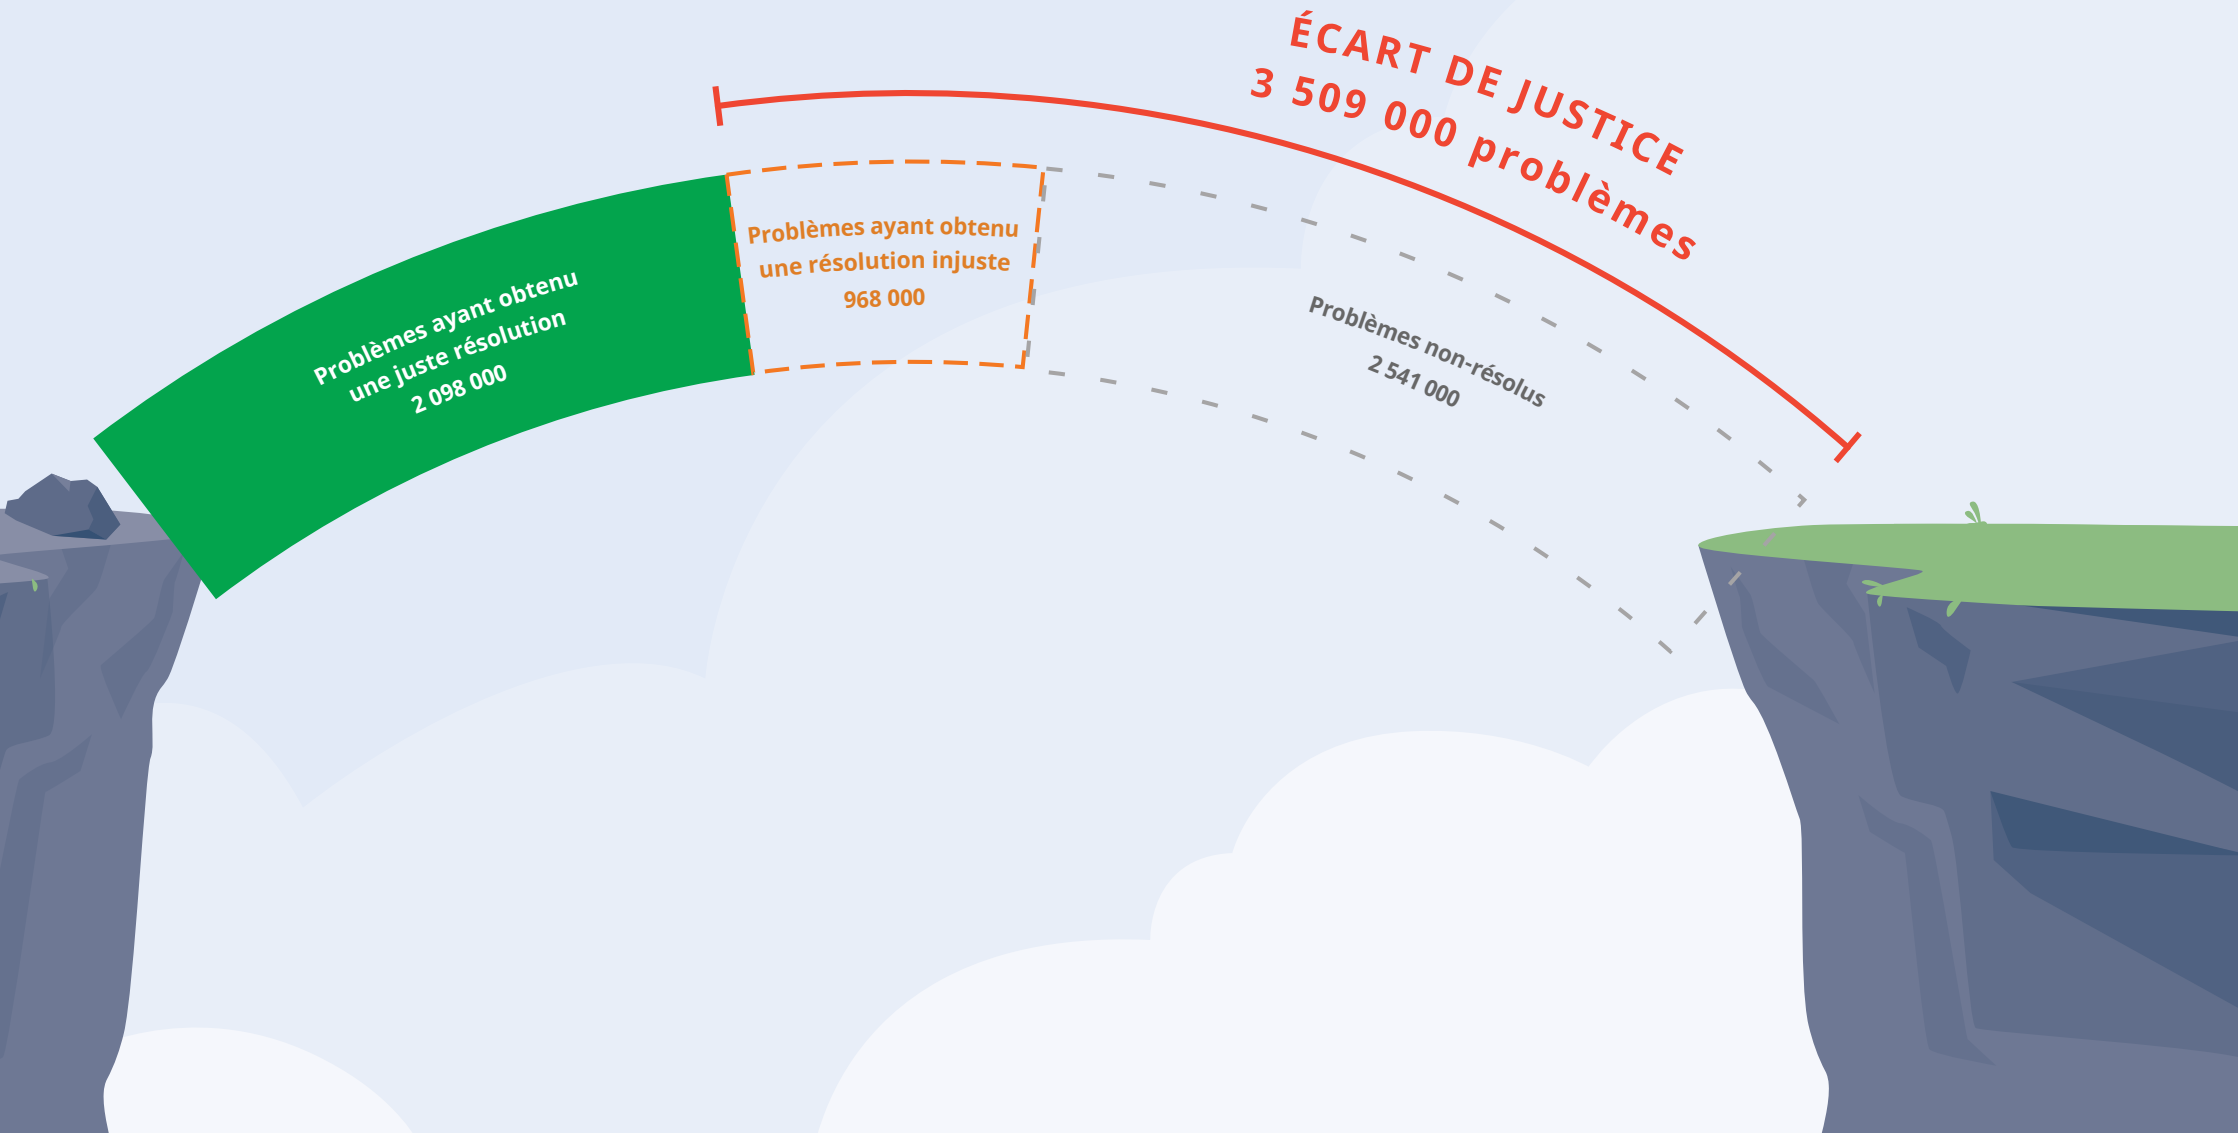 ÉCART DE JUSTICE
3 509 000 problèmes
Problèmes ayant obtenu
une juste résolution
2 098 000
Problèmes ayant obtenu
une résolution injuste
968 000
Problèmes non-résolus
2 541 000